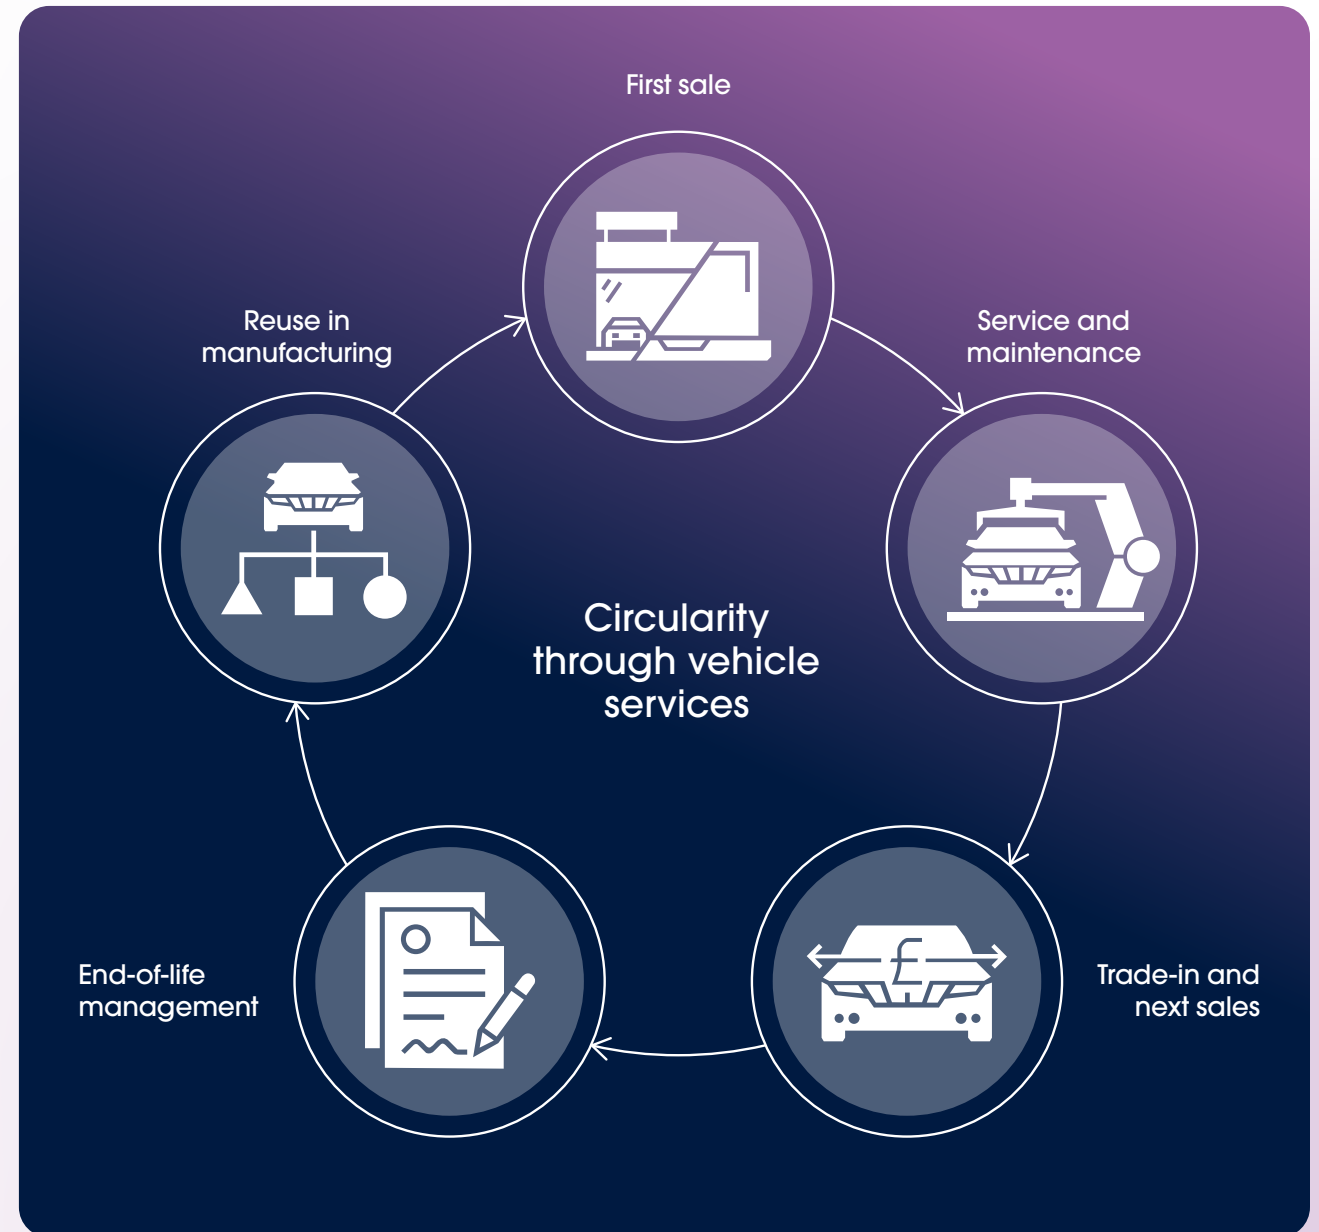 First sale
Reuse in
manufacturing
Service and
maintenance
Circularity
through vehicle
services
End-of-life
management
Trade-in and
next sales
£